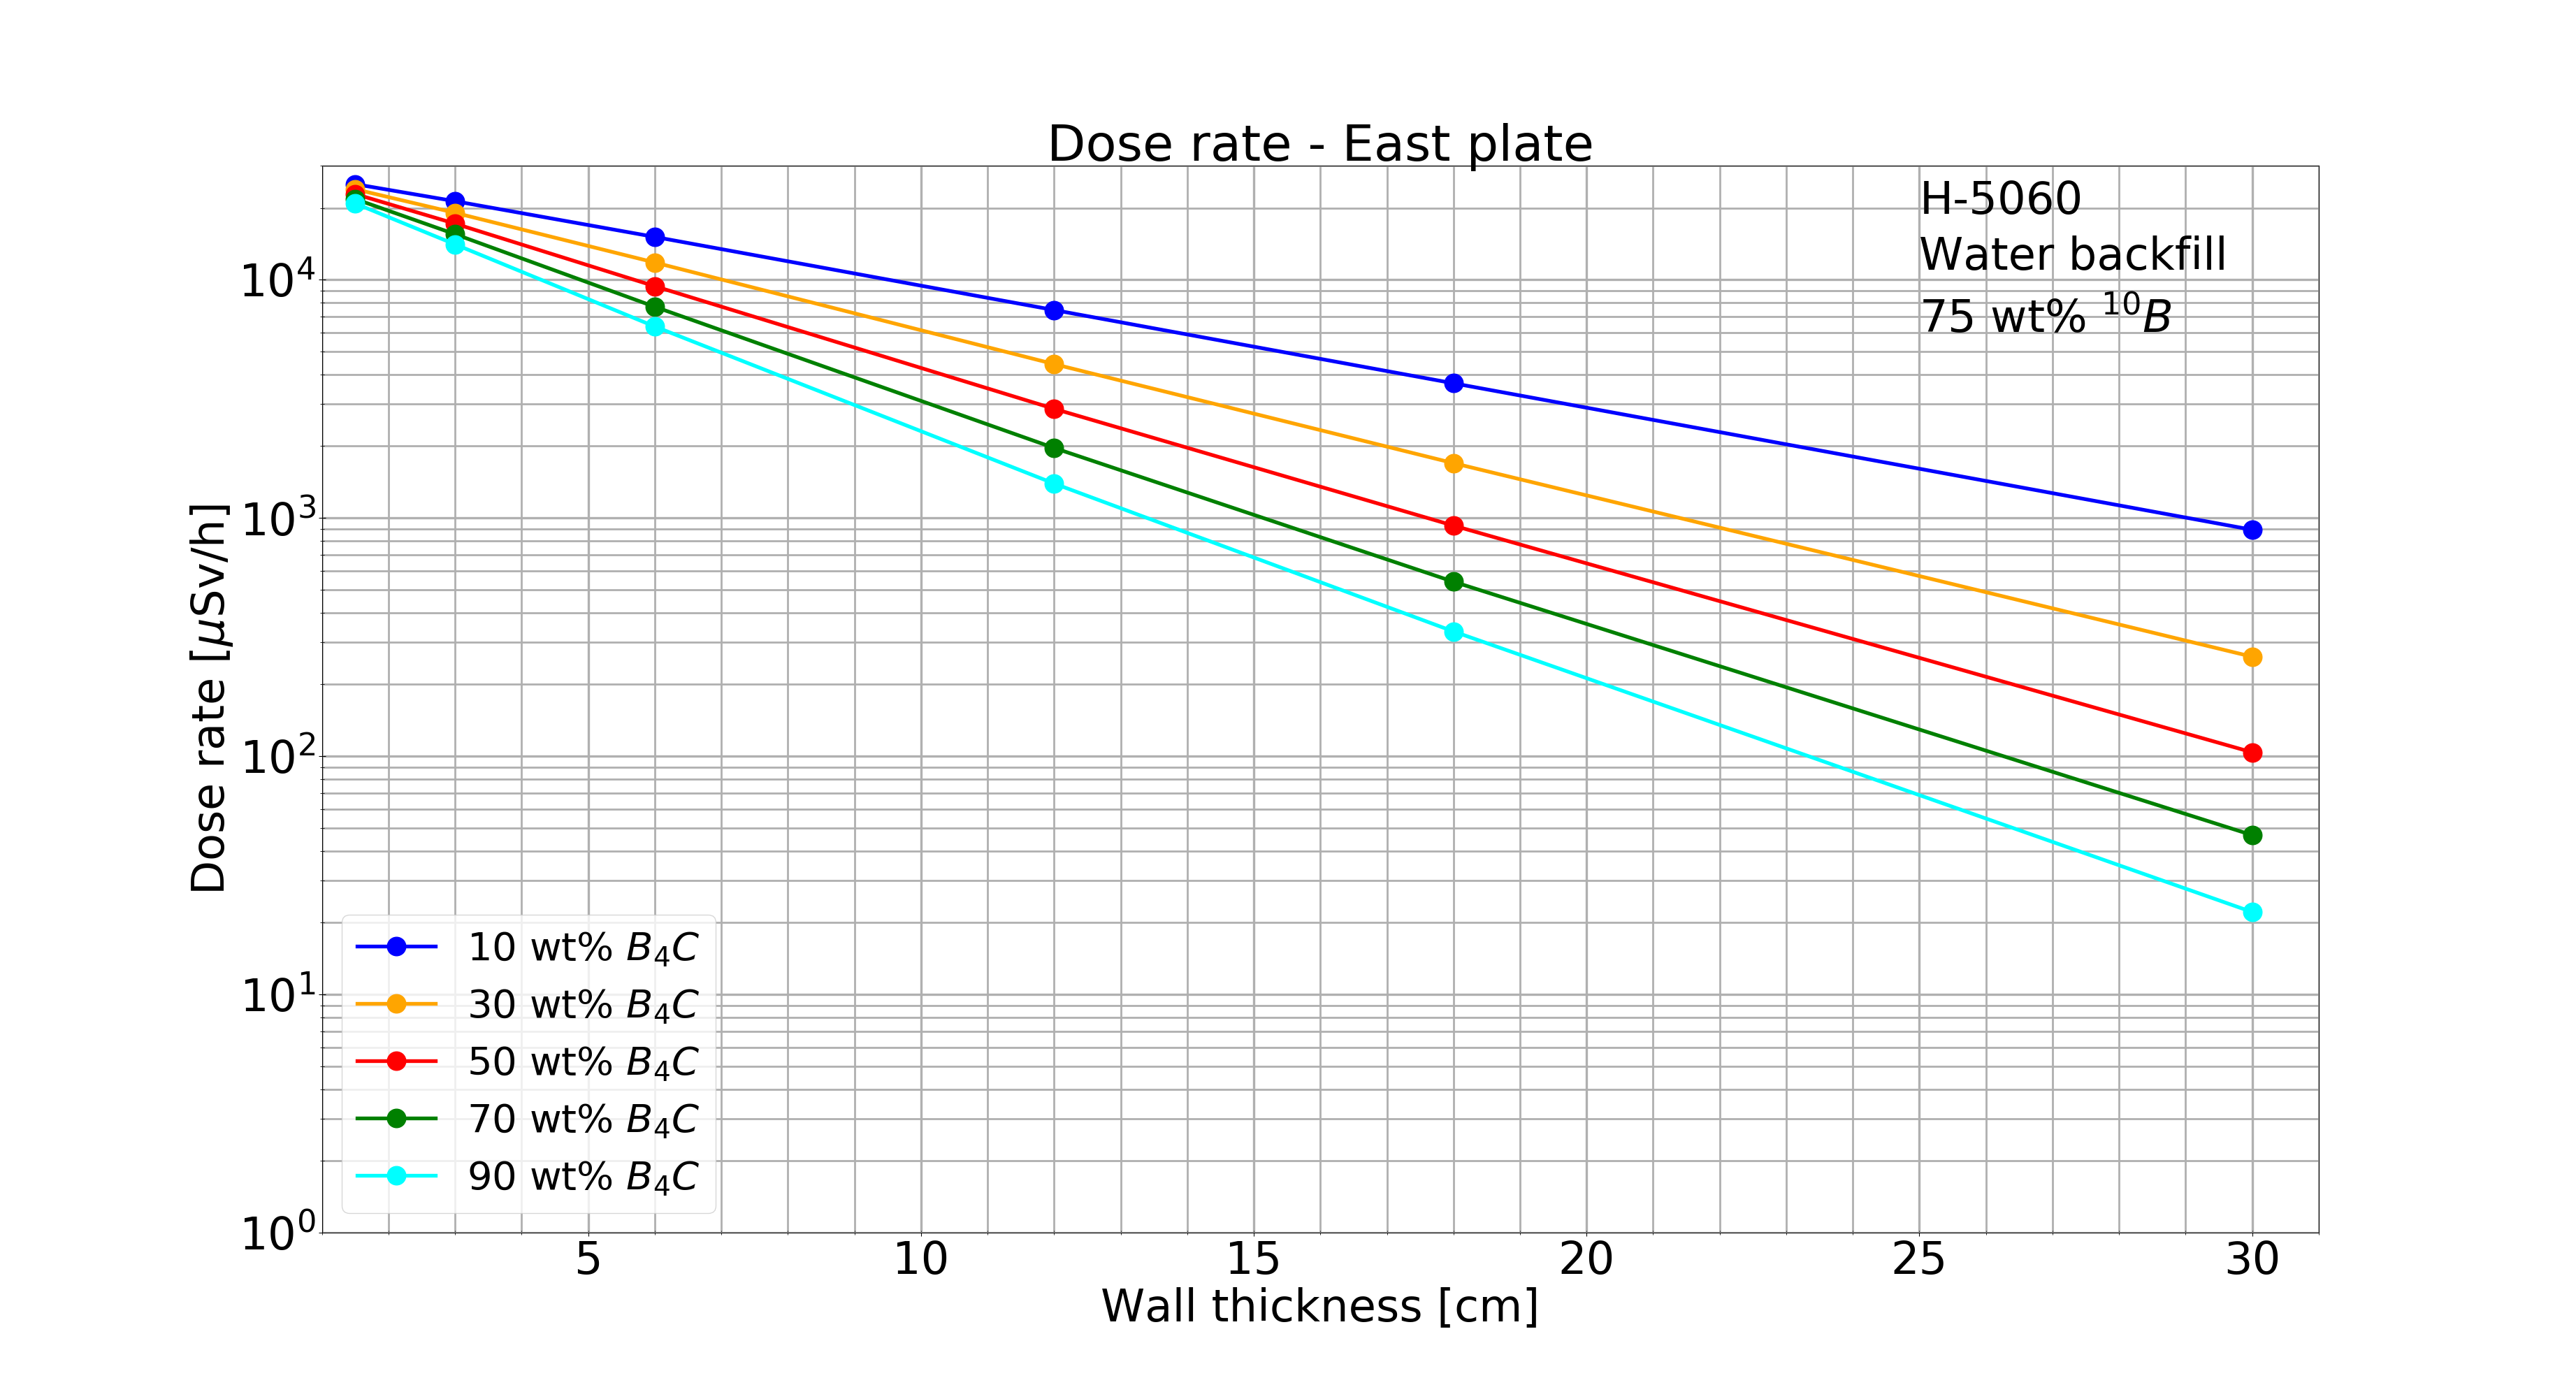 Dose rate - East plate
H-5060
Water backfill
75 wt% ¹⁰B
Dose rate [μSv/h]
10⁴
10³
10²
10¹
10⁰
10 wt% B₄C
30 wt% B₄C
50 wt% B₄C
70 wt% B₄C
90 wt% B₄C
5 10 15 20 25 30
Wall thickness [cm]